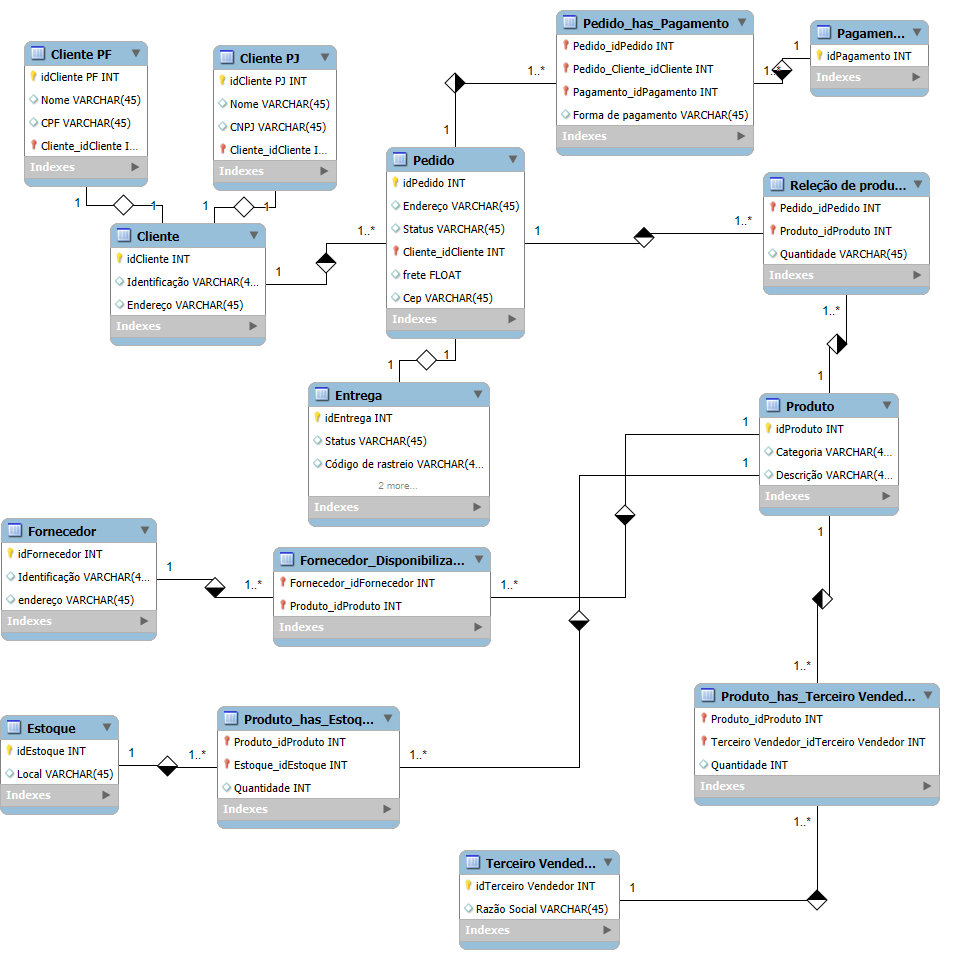 Cliente PF
idCliente PF INT
Nome VARCHAR(45)
CPF VARCHAR(45)
Cliente_idCliente I...
Indexes
Cliente PJ
idCliente PJ INT
Nome VARCHAR(45)
CNPJ VARCHAR(45)
Cliente_idCliente I...
Indexes
Pedido_has_Pagamento
Pedido_idPedido INT
Pedido_Cliente_idCliente INT
Pagamento_idPagamento INT
Forma de pagamento VARCHAR(45)
Indexes
Pagamen...
idPagamento INT
Indexes
1
1..*
1..*
1
1
1
1
1
Cliente
idCliente INT
Identificação VARCHAR(4...
Endereço VARCHAR(45)
Indexes
1
1..*
Pedido
idPedido INT
Endereço VARCHAR(45)
Status VARCHAR(45)
Cliente_idCliente INT
frete FLOAT
Cep VARCHAR(45)
Indexes
1
1..*
Releção de produ...
Pedido_idPedido INT
Produto_idProduto INT
Quantidade VARCHAR(45)
Indexes
1..*
1
1
1
Entrega
idEntrega INT
Status VARCHAR(45)
Código de rastreio VARCHAR(4...
2 more...
Indexes
Produto
idProduto INT
Categoria VARCHAR(4...
Descrição VARCHAR(4...
Indexes
1
1
1
Fornecedor
idFornecedor INT
Identificação VARCHAR(4...
endereço VARCHAR(45)
Indexes
1
1..*
Fornecedor_Disponibiliza...
Fornecedor_idFornecedor INT
Produto_idProduto INT
Indexes
1..*
Estoque
idEstoque INT
Local VARCHAR(45)
Indexes
1
1..*
Produto_has_Estoq...
Produto_idProduto INT
Estoque_idEstoque INT
Quantidade INT
Indexes
1..*
1..*
Produto_has_Terceiro Vended...
Produto_idProduto INT
Terceiro Vendedor_idTerceiro Vendedor INT
Quantidade INT
Indexes
1..*
Terceiro Vended...
idTerceiro Vendedor INT
Razão Social VARCHAR(45)
Indexes
1